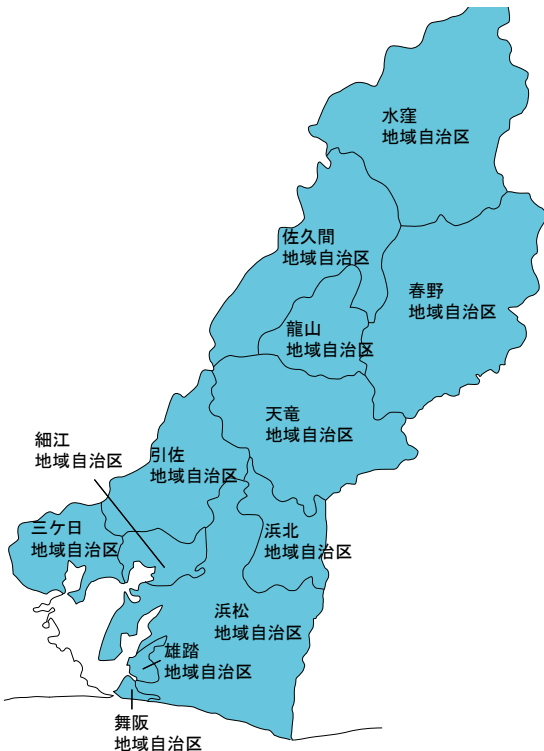 水窪
地域自治区
佐久間
地域自治区
春野
地域自治区
龍山
地域自治区
天竜
地域自治区
細江
地域自治区
引佐
地域自治区
三ケ日
地域自治区
浜北
地域自治区
浜松
地域自治区
雄踏
地域自治区
舞阪
地域自治区